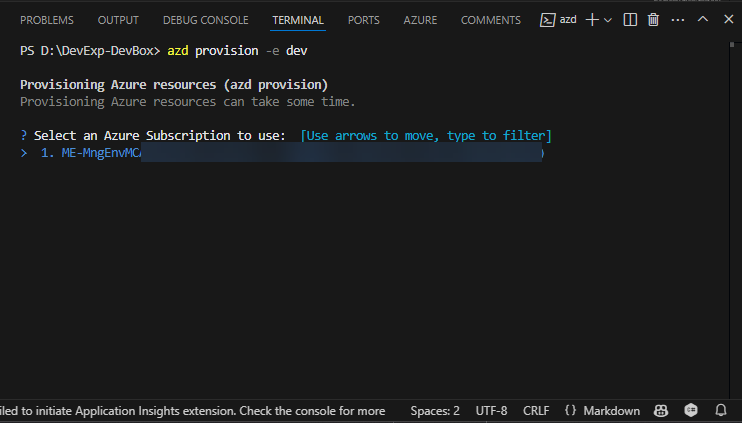 PROBLEMS OUTPUT DEBUG CONSOLE TERMINAL PORTS AZURE COMMENTS azd
PS D:\DevExp-DevBox> azd provision -e dev
Provisioning Azure resources (azd provision)
Provisioning Azure resources can take some time.
? Select an Azure Subscription to use: [Use arrows to move, type to filter]
> 1. ME-MngEnvMCA )
iled to initiate Application Insights extension. Check the console for more Spaces: 2 UTF-8 CRLF {} Markdown